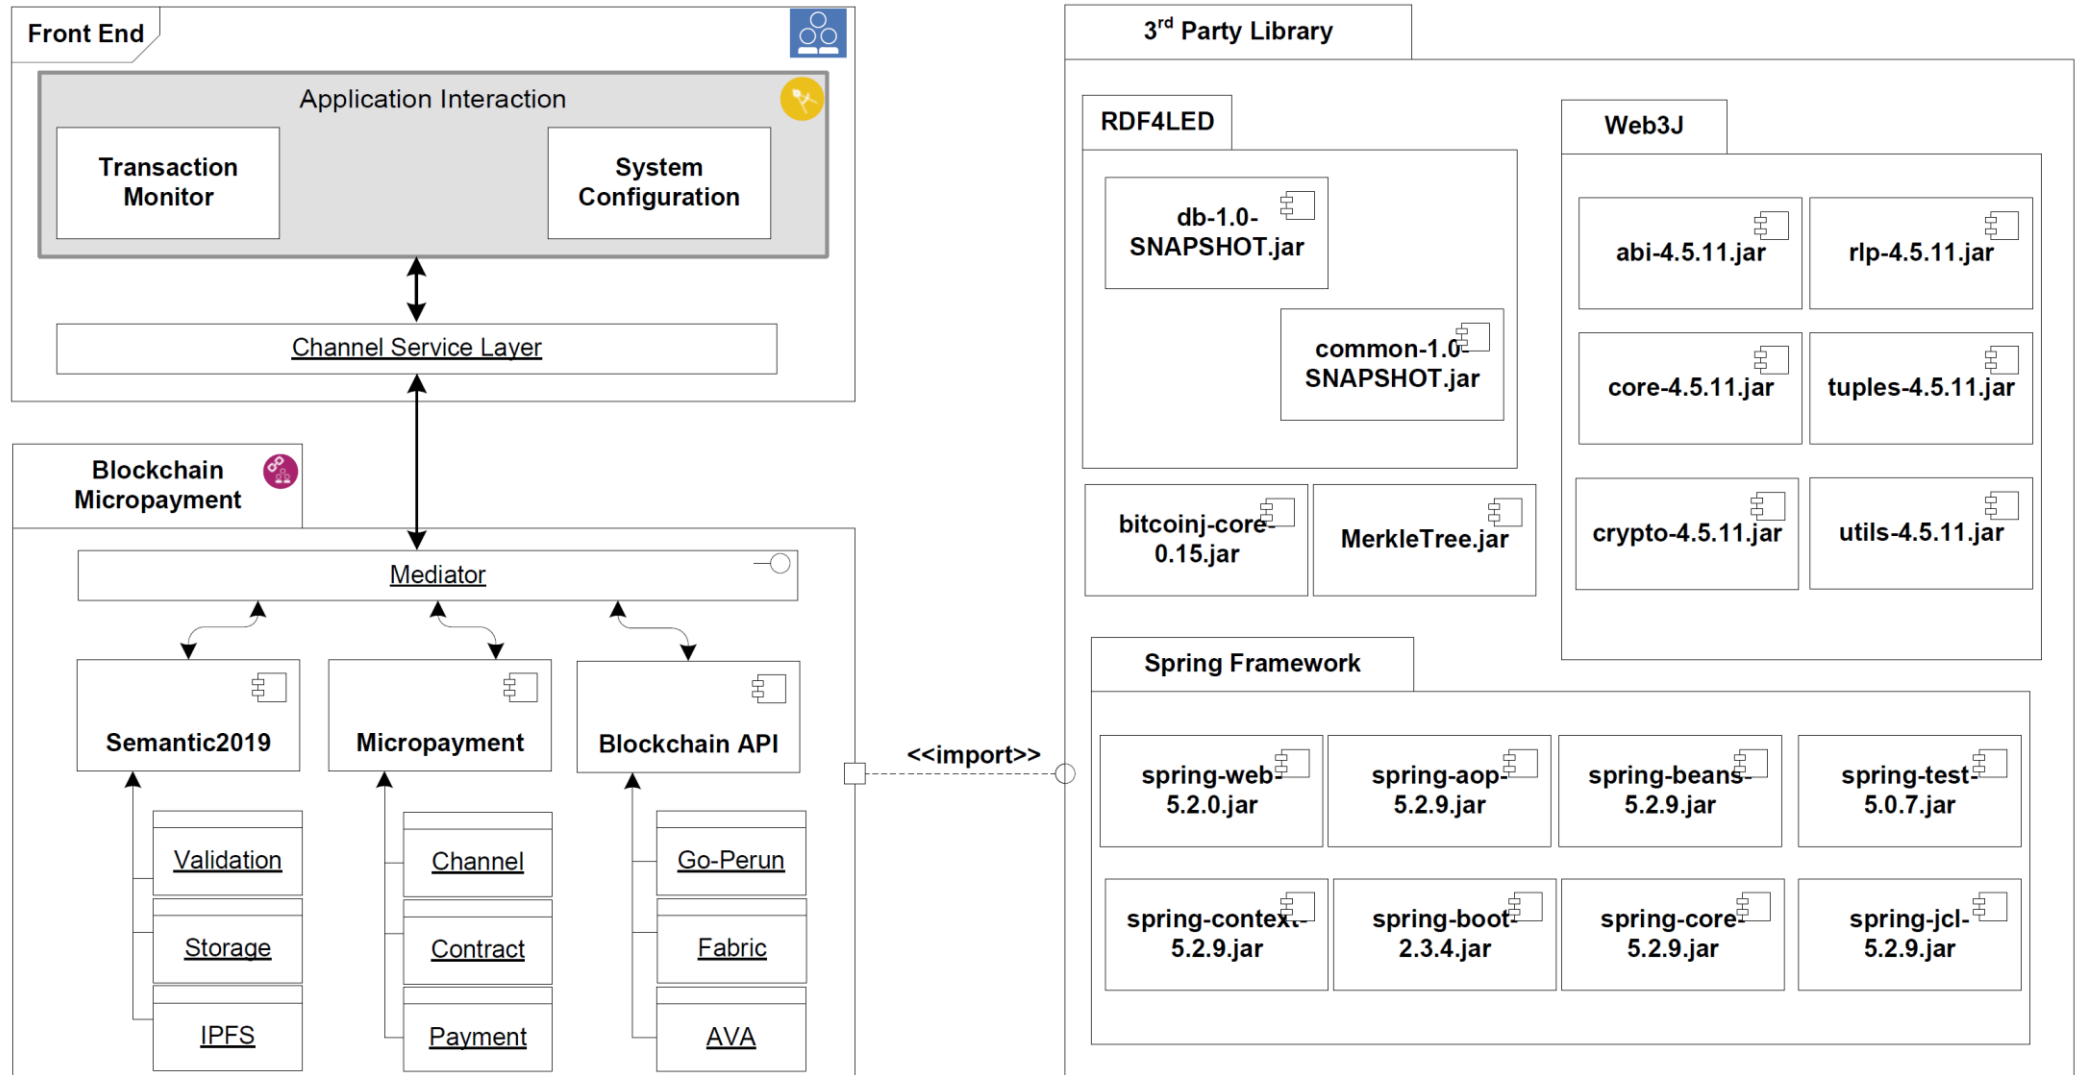 Front End
Application Interaction
Transaction
Monitor
System
Configuration
Channel Service Layer
Blockchain
Micropayment
Mediator
Semantic2019
Micropayment
Blockchain API
Validation
Storage
IPFS
Channel
Contract
Payment
Go-Perun
Fabric
AVA
<<import>>
3rd Party Library
RDF4LED
db-1.0-
SNAPSHOT.jar
common-1.0-
SNAPSHOT.jar
bitcoinj-core-
0.15.jar
MerkleTree.jar
Web3J
abi-4.5.11.jar
rlp-4.5.11.jar
core-4.5.11.jar
tuples-4.5.11.jar
crypto-4.5.11.jar
utils-4.5.11.jar
Spring Framework
spring-web-
5.2.0.jar
spring-aop-
5.2.9.jar
spring-beans-
5.2.9.jar
spring-test-
5.0.7.jar
spring-context-
5.2.9.jar
spring-boot-
2.3.4.jar
spring-core-
5.2.9.jar
spring-jcl-
5.2.9.jar